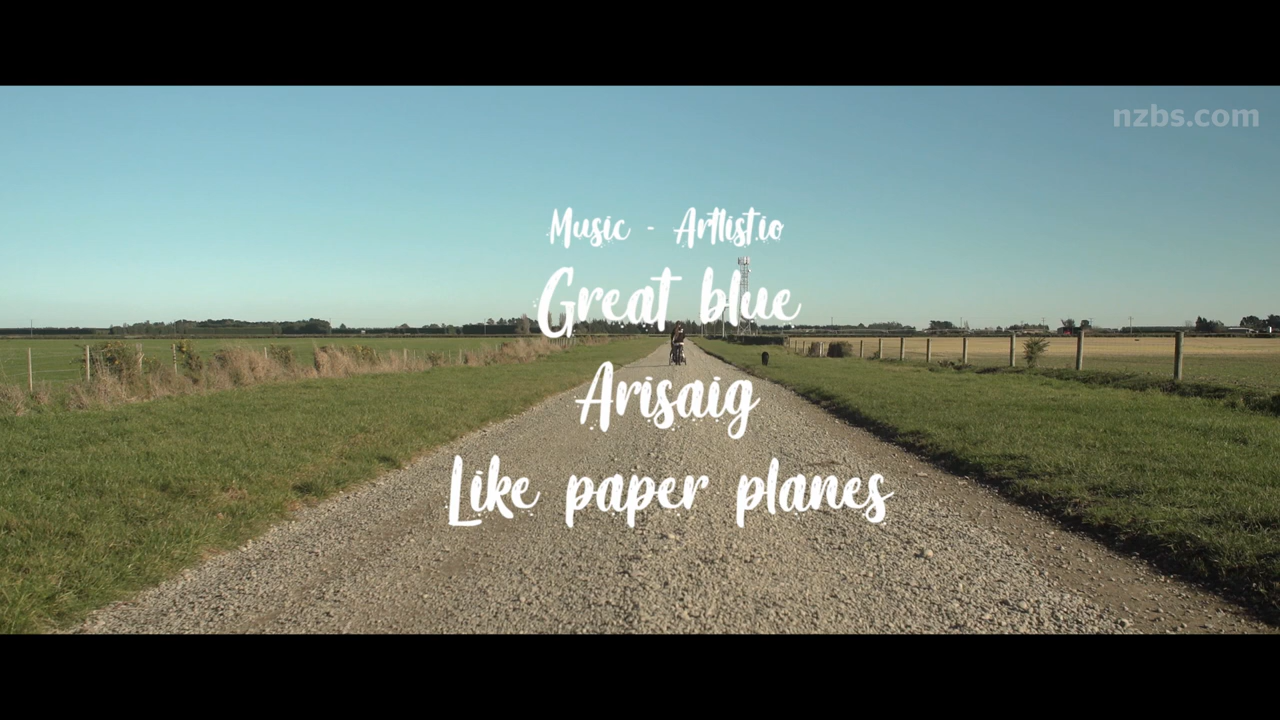 nzbs.com
Music - Artlist.io
Great blue
Arisaig
Like paper planes